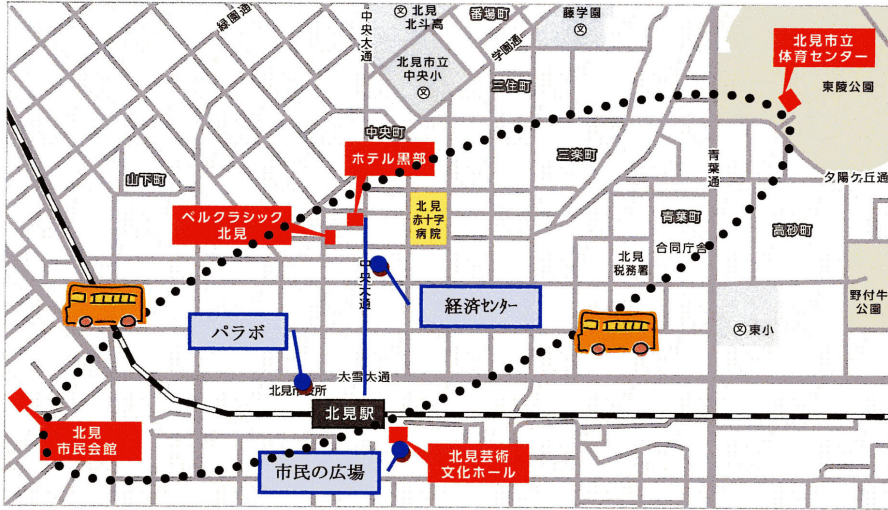 緑園通
中央大通
北見
北斗高
番場町
藤学園
学園通
北見市立
中央小
北見市立
体育センター
東陵公園
三住町
中央町
ホテル黒部
三条町
青葉通
山下町
夕陽ケ丘通
ベルクラシック
北見
北見
赤十字
病院
青葉町
高砂町
合同庁舎
北見
税務署
中央大通
経済センター
野付牛
公園
パラボ
東小
大雪大通
北見市役所
北見駅
北見
市民会館
市民の広場
北見芸術
文化ホール